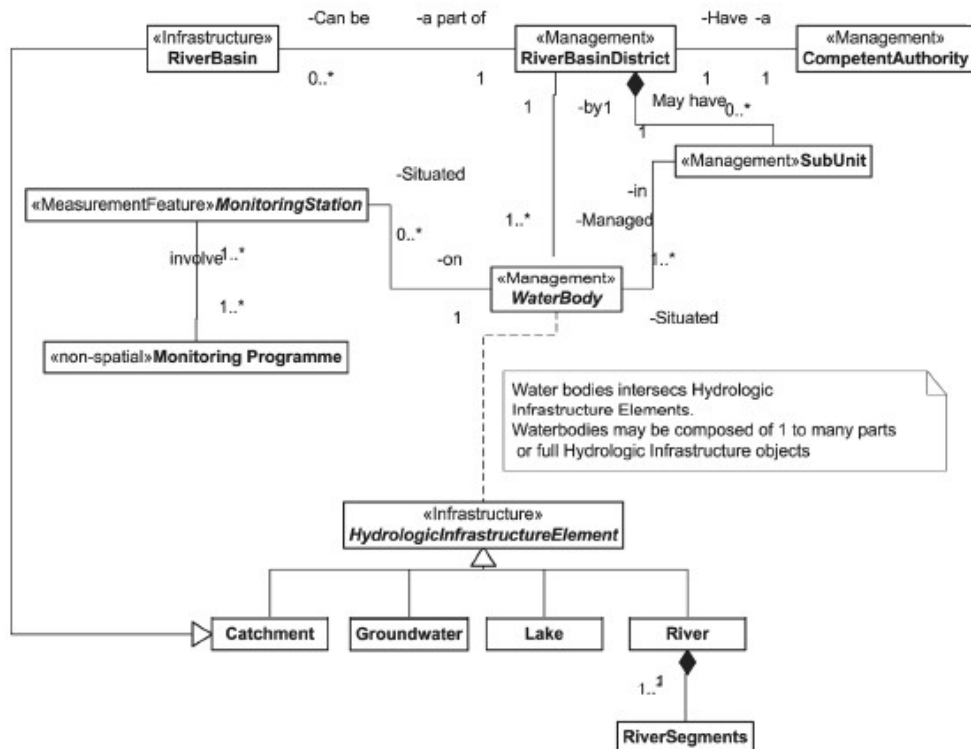 -Can be
-a part of
-Have -a
«Infrastructure»
RiverBasin
«Management»
RiverBasinDistrict
«Management»
CompetentAuthority
0..*
1
1
1
1
-by1
May have
0..*
1
«Management»SubUnit
-Situated
-in
«MeasurementFeature»MonitoringStation
0..*
1..*
-Managed
involve
1..*
-on
1..*
«Management»
WaterBody
1..*
1
-Situated
«non-spatial»Monitoring Programme
Water bodies intersecs Hydrologic
Infrastructure Elements.
Waterbodies may be composed of 1 to many parts
or full Hydrologic Infrastructure objects
«Infrastructure»
HydrologicInfrastructureElement
Catchment
Groundwater
Lake
River
RiverSegments